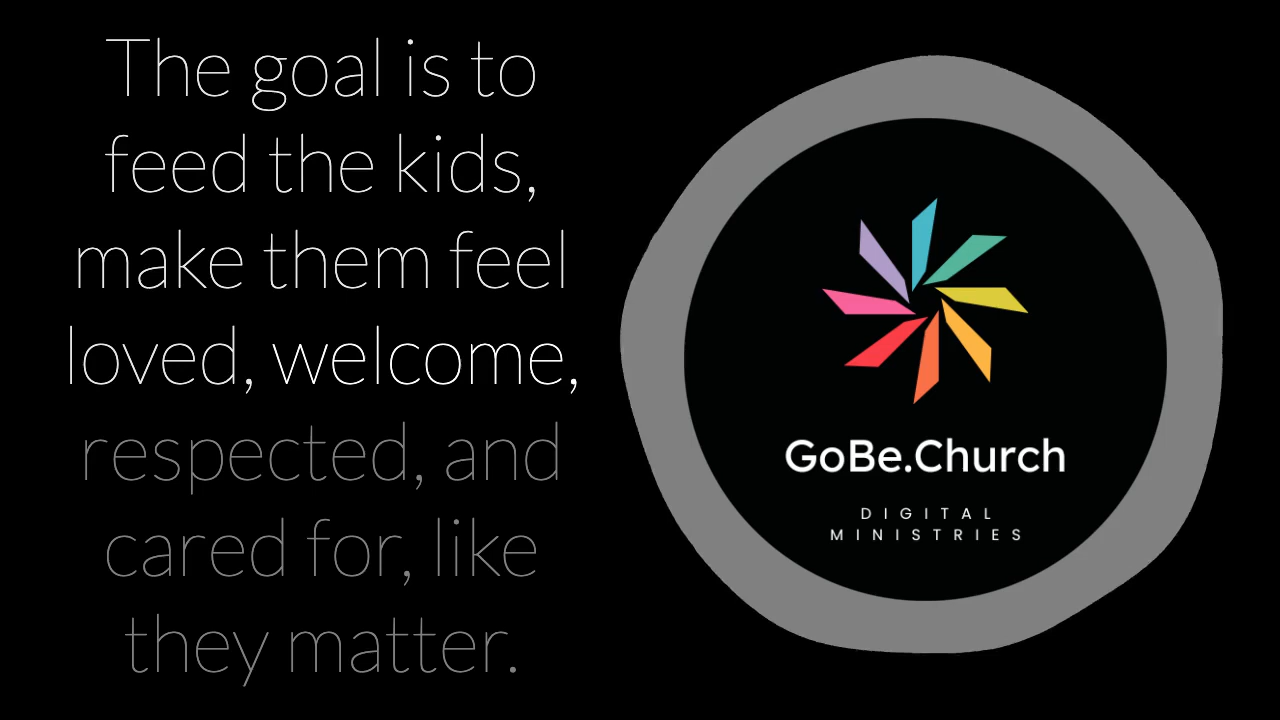 The goal is to
feed the kids,
make them feel
loved, welcome,
respected, and
cared for, like
they matter.
GoBe.Church
DIGITAL
MINISTRIES